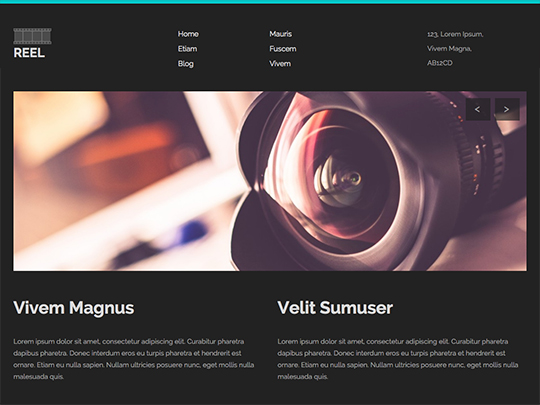 REEL
Home
Etiam
Blog
Mauris
Fuscem
Vivem
123, Lorem Ipsum,
Vivem Magna,
AB12CD
< >
Vivem Magnus
Lorem ipsum dolor sit amet, consectetur adipiscing elit. Curabitur pharetra
dapibus pharetra. Donec interdum eros eu turpis pharetra et hendrerit est
ornare. Etiam eu nulla sapien. Nullam ultricies posuere nunc, eget mollis
malesuada quis.
Velit Sumuser
Lorem ipsum dolor sit amet, consectetur adipiscing elit. Curabitur pharetra
dapibus pharetra. Donec interdum eros eu turpis pharetra et hendrerit est
ornare. Etiam eu nulla sapien. Nullam ultricies posuere nunc, eget mollis
malesuada quis.